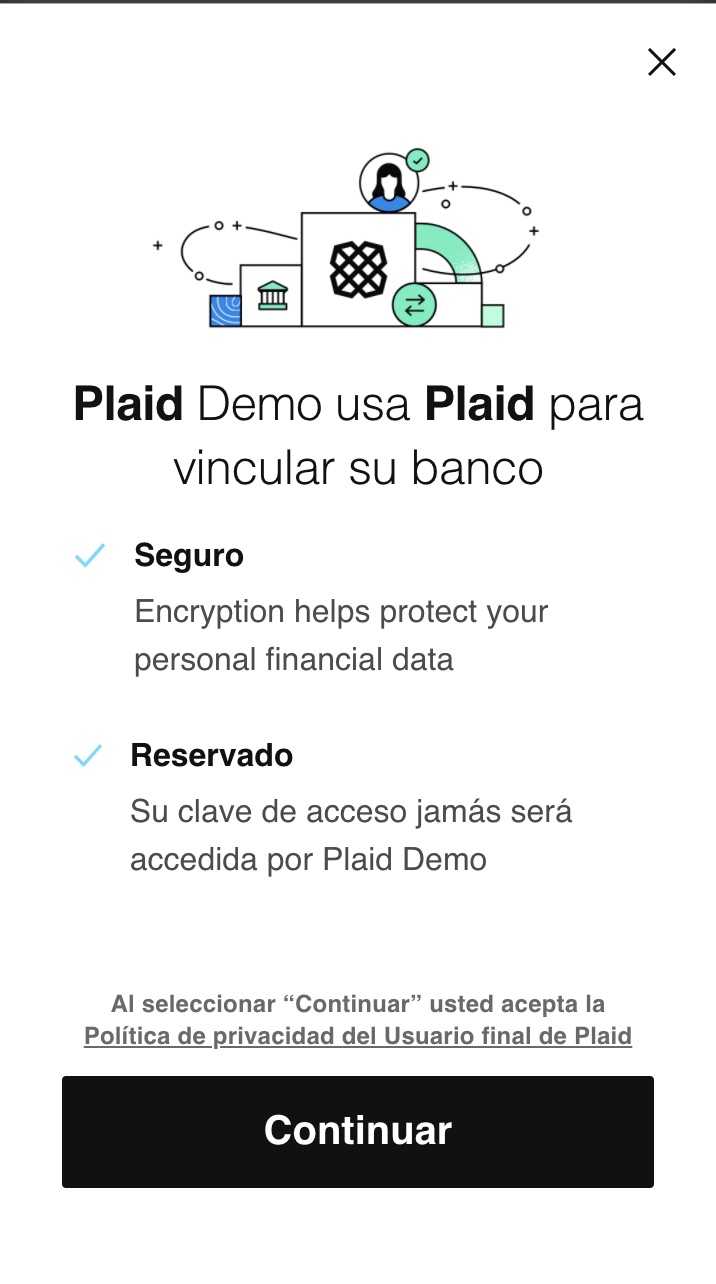 Plaid Demo usa Plaid para
vincular su banco
Seguro
Encryption helps protect your
personal financial data
Reservado
Su clave de acceso jamás será
accedida por Plaid Demo
Al seleccionar “Continuar” usted acepta la
Política de privacidad del Usuario final de Plaid
Continuar